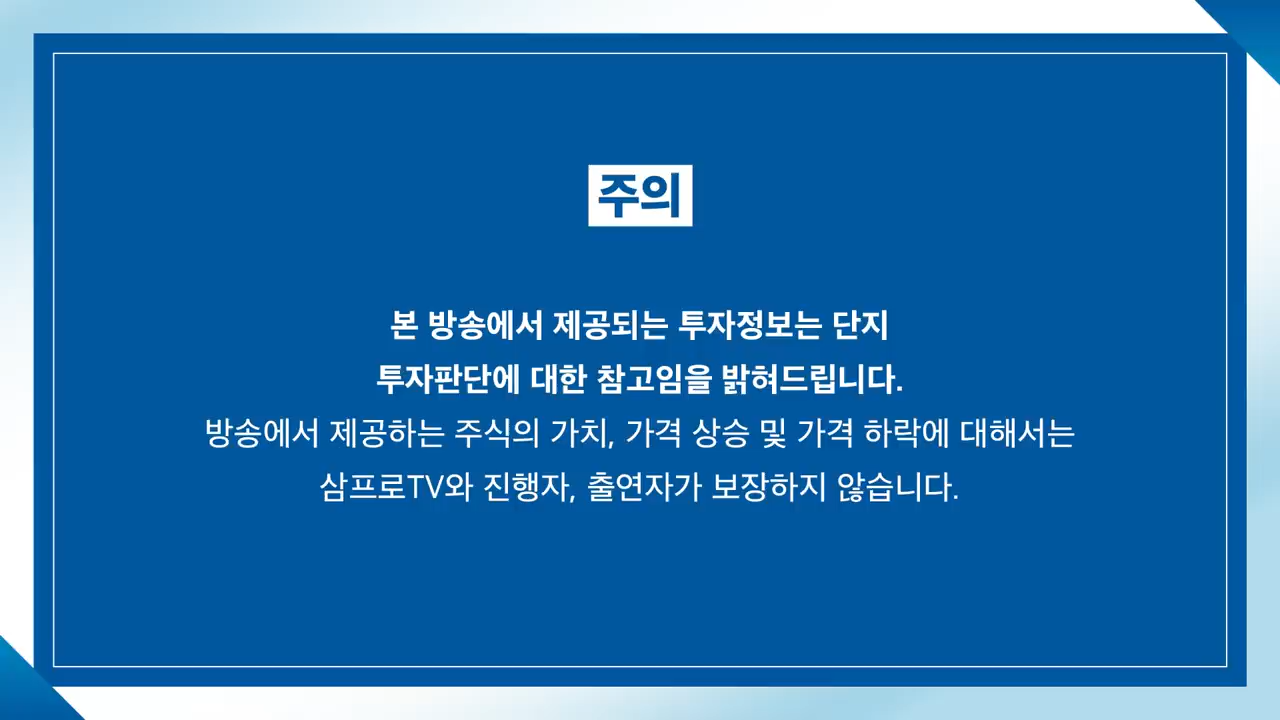 주의
본 방송에서 제공되는 투자정보는 단지
투자판단에 대한 참고임을 밝혀드립니다.
방송에서 제공하는 주식의 가치, 가격 상승 및 가격 하락에 대해서는
삼프로TV와 진행자, 출연자가 보장하지 않습니다.